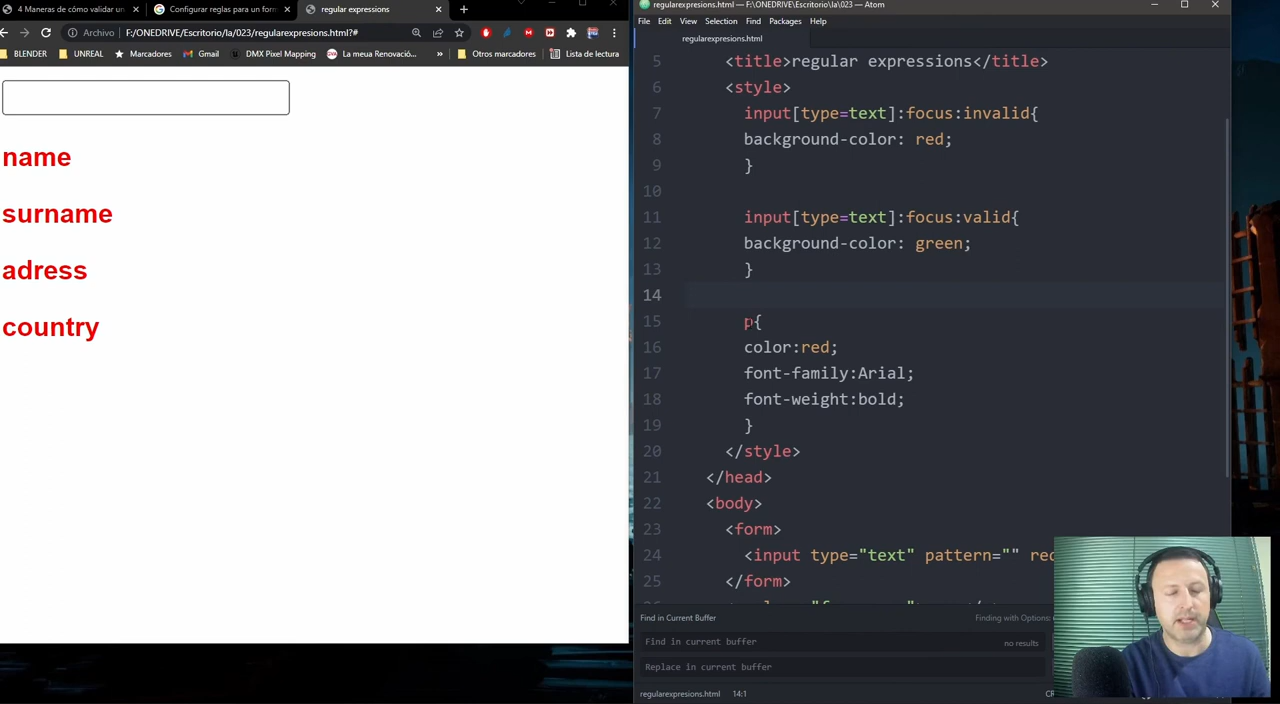 4 Maneras de cómo validar un
Configurar reglas para un form
regular expressions
Archivo F:/ONEDRIVE/Escritorio/Ia/023/regularexpresions.html?#
BLENDER UNREAL Marcadores Gmail DMX Pixel Mapping La meua Renovació... Otros marcadores Lista de lectura
name
surname
adress
country
regularexpresions.html — F:\ONEDRIVE\Escritorio\Ia\023 — Atom
File Edit View Selection Find Packages Help
regularexpresions.html
5 <title>regular expressions</title>
6 <style>
7 input[type=text]:focus:invalid{
8 background-color: red;
9 }
10
11 input[type=text]:focus:valid{
12 background-color: green;
13 }
14
15 p{
16 color:red;
17 font-family:Arial;
18 font-weight:bold;
19 }
20 </style>
21 </head>
22 <body>
23 <form>
24 <input type="text" pattern=""
25 </form>
Find in Current Buffer Finding with Options:
Find in current buffer no results
Replace in current buffer
regularexpresions.html 14:1